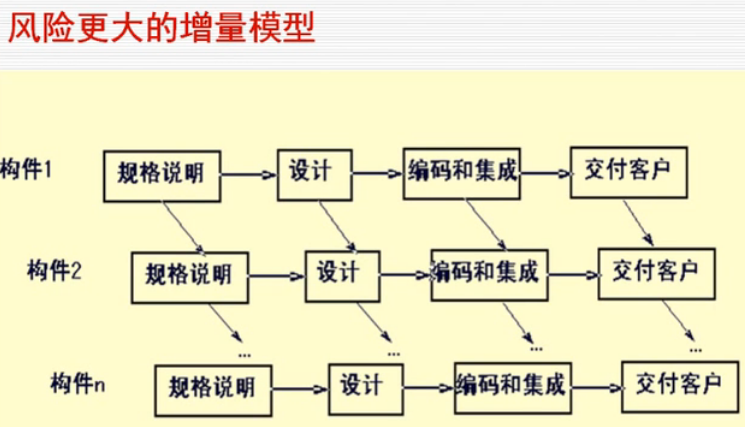 风险更大的增量模型
构件1 规格说明 设计 编码和集成 交付客户
构件2 规格说明 设计 编码和集成 交付客户
... ... ... ...
构件n 规格说明 设计 编码和集成 交付客户